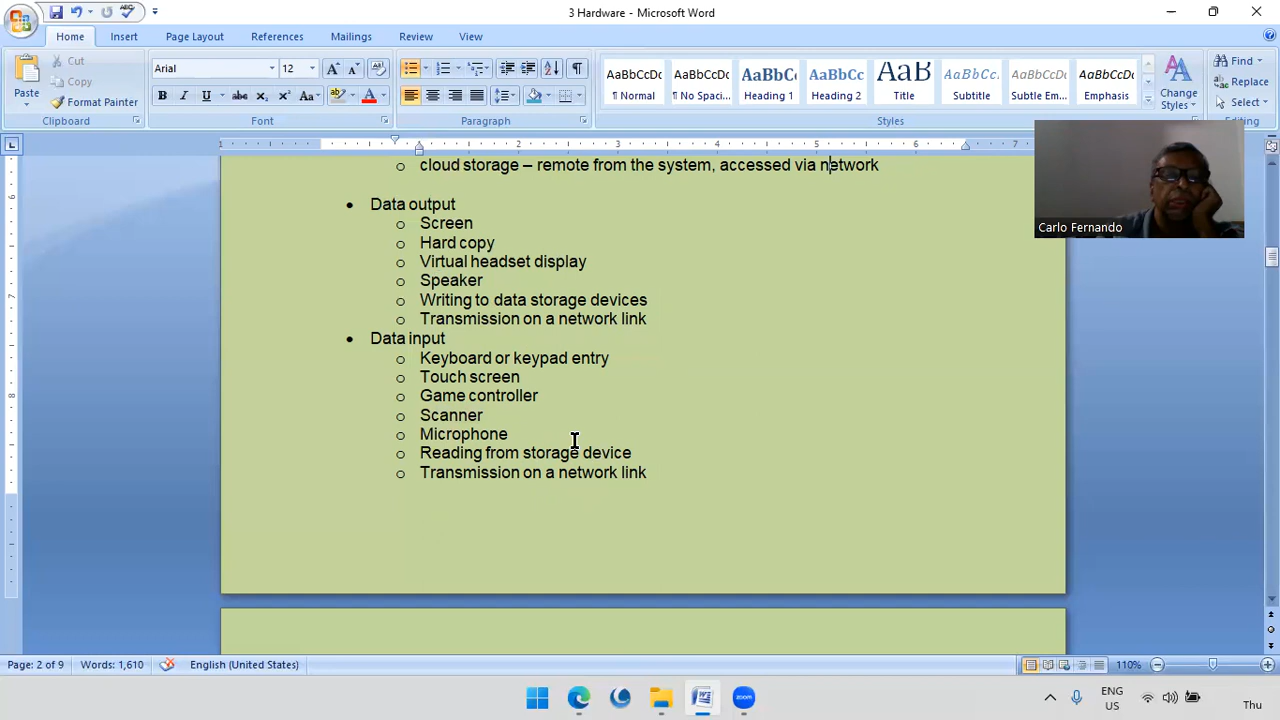 3 Hardware - Microsoft Word
Home Insert Page Layout References Mailings Review View
Paste
Cut
Copy
Format Painter
Clipboard
Arial 12
Font
Paragraph
AaBbCcDc AaBbCcDc AaBbC( AaBbCc AaB AaBbCc. AaBbCcDc AaBbCcDc
¶ Normal ¶ No Spaci... Heading 1 Heading 2 Title Subtitle Subtle Em... Emphasis
Styles
Change Styles
Find
Replace
Select
Editing
Carlo Fernando
o cloud storage – remote from the system, accessed via network
• Data output
o Screen
o Hard copy
o Virtual headset display
o Speaker
o Writing to data storage devices
o Transmission on a network link
• Data input
o Keyboard or keypad entry
o Touch screen
o Game controller
o Scanner
o Microphone
o Reading from storage device
o Transmission on a network link
Page: 2 of 9 Words: 1,610 English (United States) 110%
zoom
ENG
US
Thu